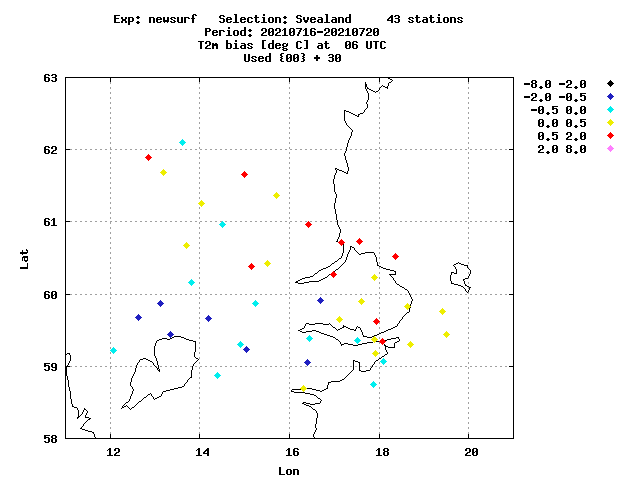 Exp: newsurf Selection: Svealand 43 stations
Period: 20210716-20210720
T2m bias [deg C] at 06 UTC
Used {00} + 30
63
62
61
60
59
58
Lat
12 14 16 18 20
Lon
-8.0 -2.0
-2.0 -0.5
-0.5 0.0
0.0 0.5
0.5 2.0
2.0 8.0